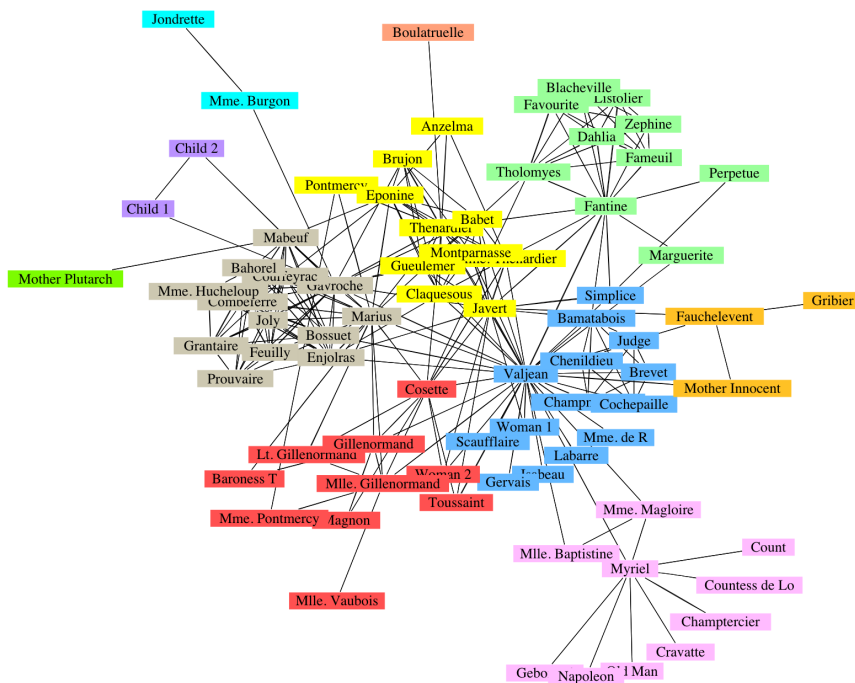 Jondrette
Boulatruelle
Blacheville
Listolier
Mme. Burgon
Favourite
Anzelma
Zephine
Dahlia
Child 2
Brujon
Fameuil
Tholomyes
Perpetue
Pontmercy
Eponine
Child 1
Fantine
Babet
Thenardier
Mabeuf
Montparnasse
Marguerite
Bahorel
Gueulemer
Mother Plutarch
Courfeyrac
Gavroche
Mme. Hucheloup
Claquesous
Simplice
Gribier
Combeferre
Javert
Marius
Joly
Bamatabois
Fauchelevent
Bossuet
Judge
Grantaire
Feuilly
Enjolras
Chenildieu
Valjean
Brevet
Prouvaire
Cosette
Mother Innocent
Cochepaille
Woman 1
Mme. de R
Gillenormand
Scaufflaire
Lt. Gillenormand
Labarre
Baroness T
Woman 2
Isabeau
Mlle. Gillenormand
Gervais
Toussaint
Mme. Pontmercy
Magnon
Mme. Magloire
Mlle. Baptistine
Count
Myriel
Countess de Lo
Mlle. Vaubois
Champtercier
Cravatte
Old Man
Napoleon